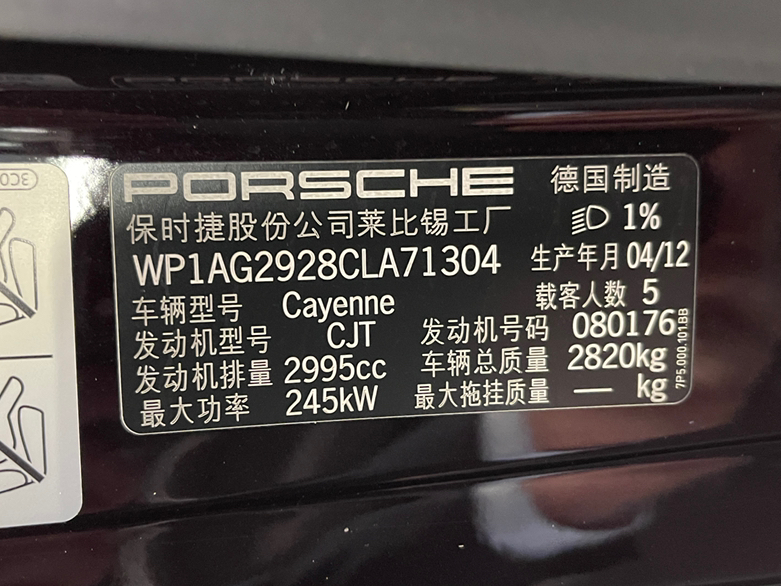 PORSCHE 德国制造
保时捷股份公司莱比锡工厂 1%
WP1AG2928CLA71304 生产年月 04/12
车辆型号 Cayenne 载客人数 5
发动机型号 CJT 发动机号码 080176
发动机排量 2995cc 车辆总质量 2820kg
最大功率 245kW 最大拖挂质量 — kg
7P5.000.101.BB
3C0